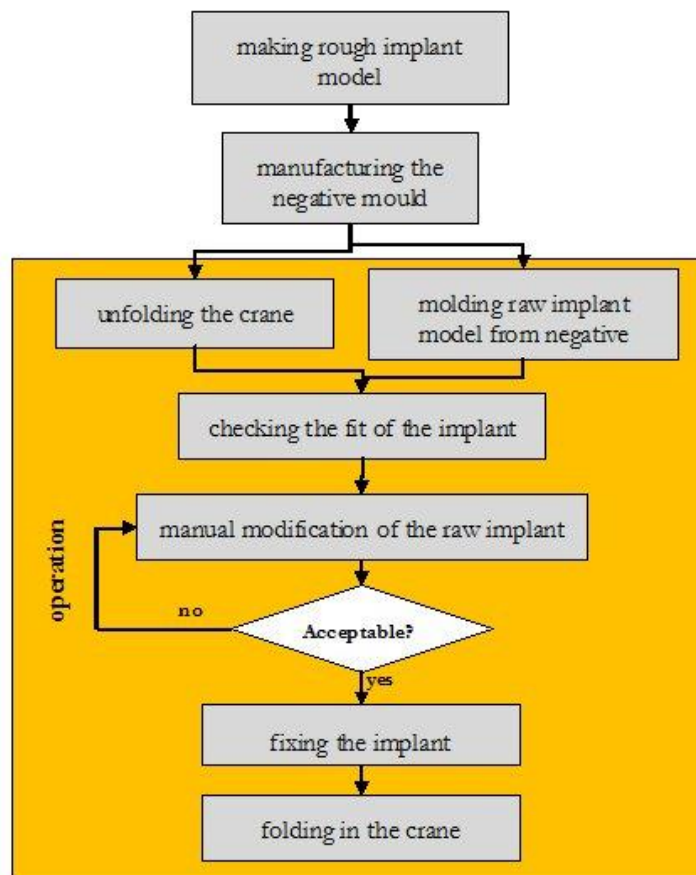 making rough implant
model
manufacturing the
negative mould
unfolding the crane
molding raw implant
model from negative
checking the fit of the implant
manual modification of the raw implant
operation
no
Acceptable?
yes
fixing the implant
folding in the crane